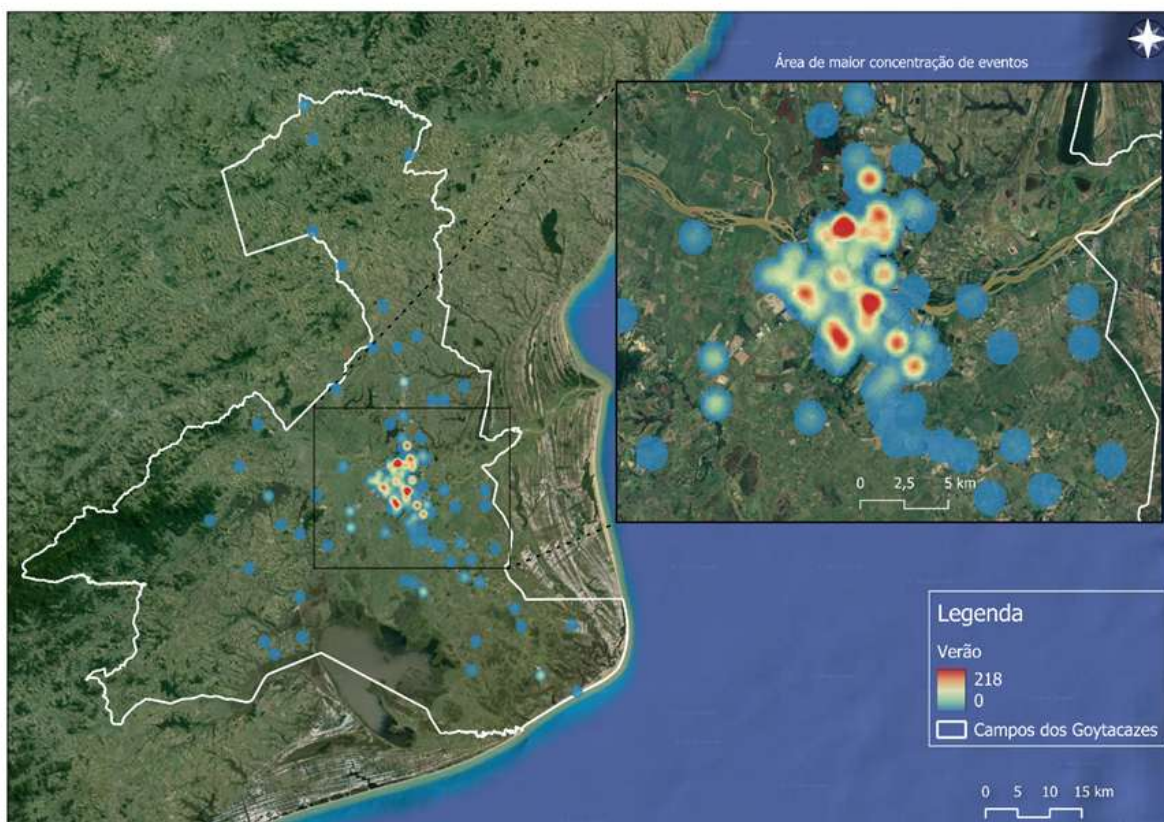 Área de maior concentração de eventos
0 2,5 5 km
Legenda
Verão
218
0
Campos dos Goytacazes
0 5 10 15 km